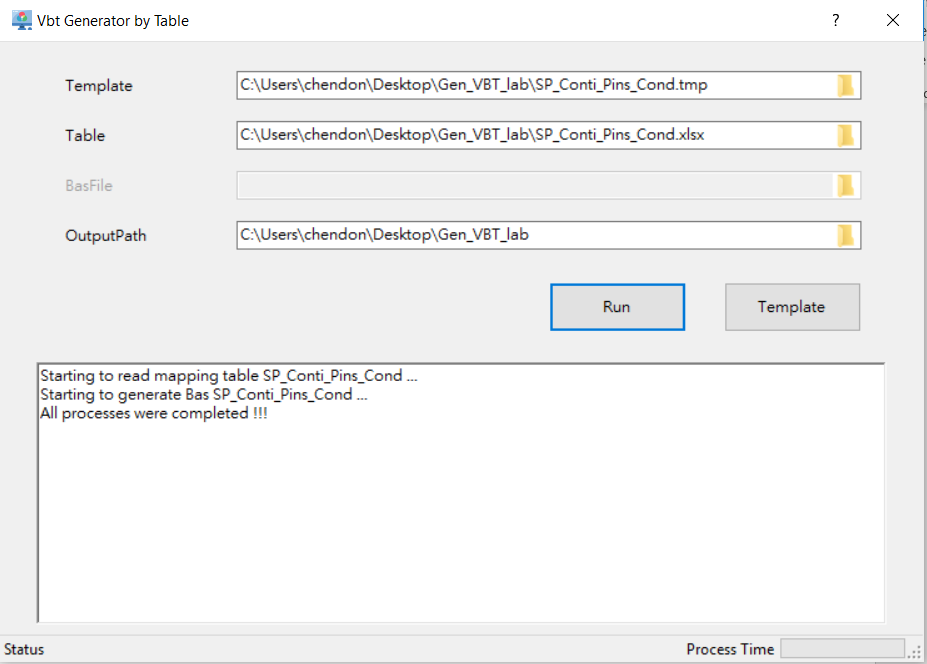 Vbt Generator by Table
?
Template
C:\Users\chendon\Desktop\Gen_VBT_lab\SP_Conti_Pins_Cond.tmp
Table
C:\Users\chendon\Desktop\Gen_VBT_lab\SP_Conti_Pins_Cond.xlsx
BasFile
OutputPath
C:\Users\chendon\Desktop\Gen_VBT_lab
Run
Template
Starting to read mapping table SP_Conti_Pins_Cond ...
Starting to generate Bas SP_Conti_Pins_Cond ...
All processes were completed !!!
Status
Process Time